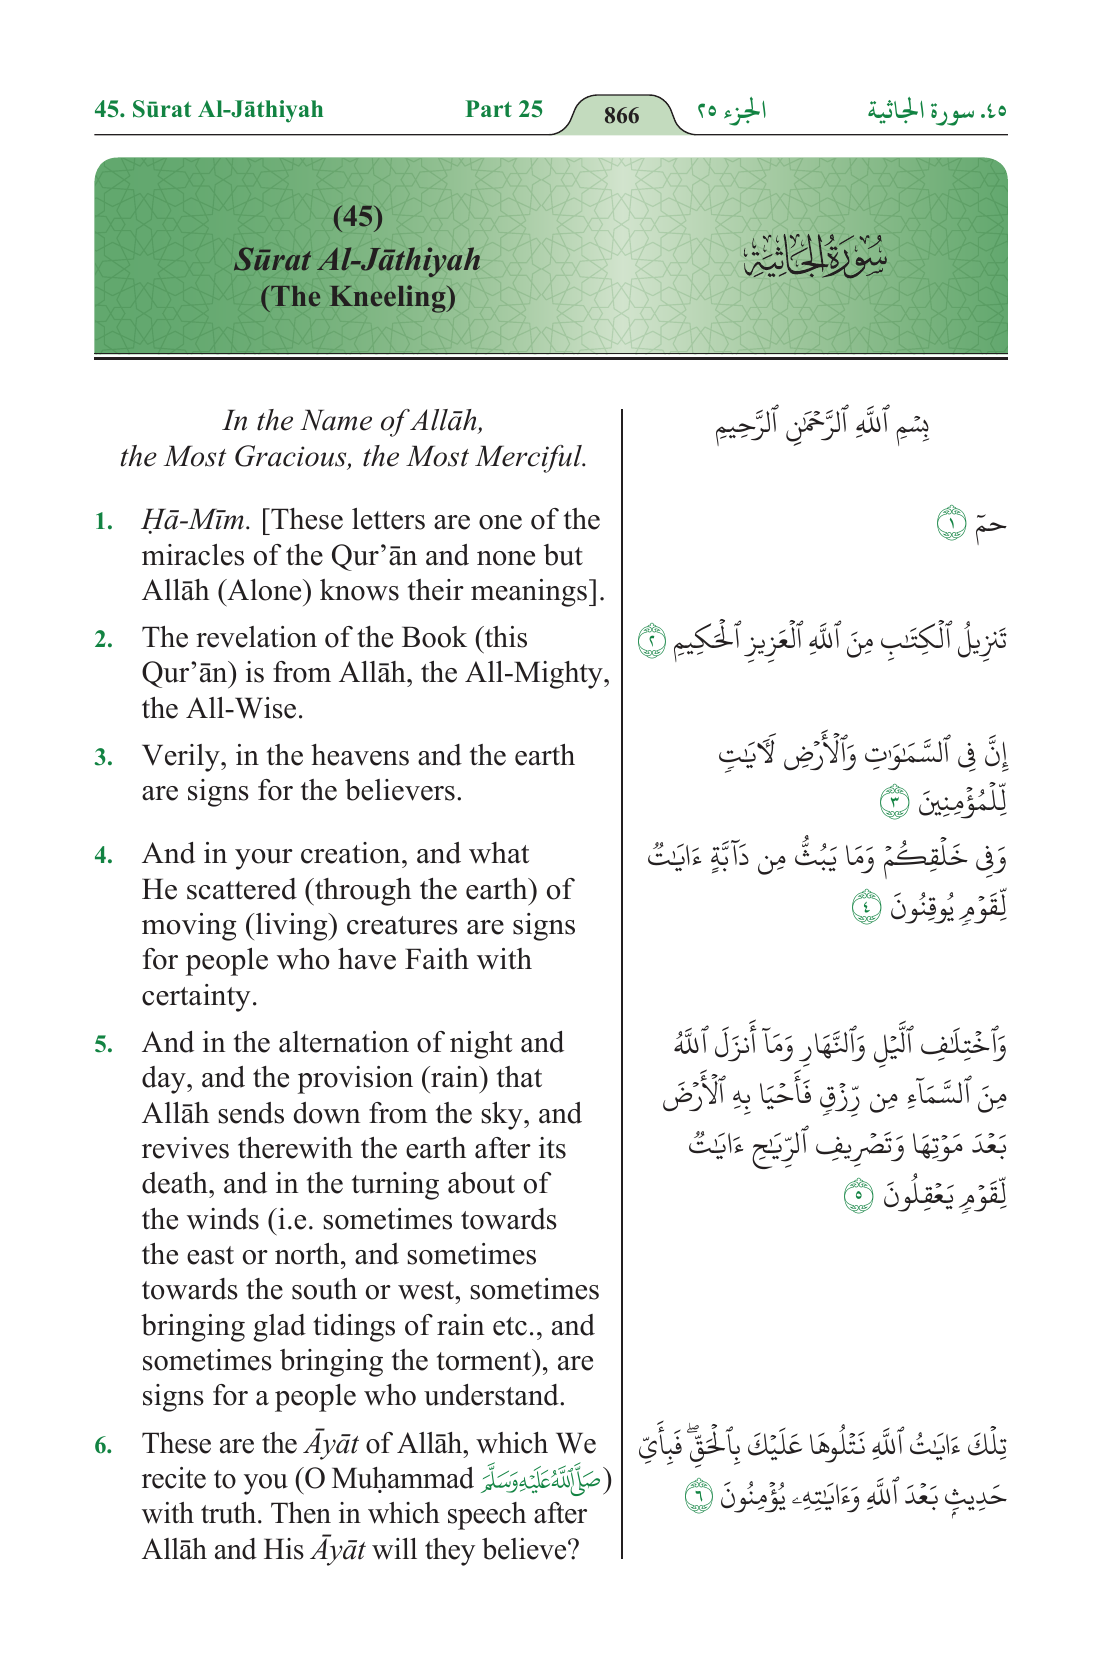 45. Sūrat Al-Jāthiyah Part 25 866 الجزء ٢٥ ٤٥. سورة الجاثية
(45)
Sūrat Al-Jāthiyah
(The Kneeling)
سُورَةُ الجَاثِيَةِ
In the Name of Allāh,
the Most Gracious, the Most Merciful.
1. Ḥā-Mīm. [These letters are one of the
miracles of the Qur’ān and none but
Allāh (Alone) knows their meanings].
2. The revelation of the Book (this
Qur’ān) is from Allāh, the All-Mighty,
the All-Wise.
3. Verily, in the heavens and the earth
are signs for the believers.
4. And in your creation, and what
He scattered (through the earth) of
moving (living) creatures are signs
for people who have Faith with
certainty.
5. And in the alternation of night and
day, and the provision (rain) that
Allāh sends down from the sky, and
revives therewith the earth after its
death, and in the turning about of
the winds (i.e. sometimes towards
the east or north, and sometimes
towards the south or west, sometimes
bringing glad tidings of rain etc., and
sometimes bringing the torment), are
signs for a people who understand.
6. These are the Āyāt of Allāh, which We
recite to you (O Muḥammad صَلَّى اللَّهُ عَلَيْهِ وَسَلَّمَ)
with truth. Then in which speech after
Allāh and His Āyāt will they believe?
بِسْمِ ٱللَّهِ ٱلرَّحْمَٰنِ ٱلرَّحِيمِ
حمٓ ١
تَنزِيلُ ٱلْكِتَٰبِ مِنَ ٱللَّهِ ٱلْعَزِيزِ ٱلْحَكِيمِ ٢
إِنَّ فِى ٱلسَّمَٰوَٰتِ وَٱلْأَرْضِ لَءَايَٰتٍ
لِّلْمُؤْمِنِينَ ٣
وَفِى خَلْقِكُمْ وَمَا يَبُثُّ مِن دَآبَّةٍ ءَايَٰتٌ
لِّقَوْمٍ يُوقِنُونَ ٤
وَٱخْتِلَٰفِ ٱلَّيْلِ وَٱلنَّهَارِ وَمَآ أَنزَلَ ٱللَّهُ
مِنَ ٱلسَّمَآءِ مِن رِّزْقٍ فَأَحْيَا بِهِ ٱلْأَرْضَ
بَعْدَ مَوْتِهَا وَتَصْرِيفِ ٱلرِّيَٰحِ ءَايَٰتٌ
لِّقَوْمٍ يَعْقِلُونَ ٥
تِلْكَ ءَايَٰتُ ٱللَّهِ نَتْلُوهَا عَلَيْكَ بِٱلْحَقِّ ۖ فَبِأَىِّ
حَدِيثٍۭ بَعْدَ ٱللَّهِ وَءَايَٰتِهِۦ يُؤْمِنُونَ ٦